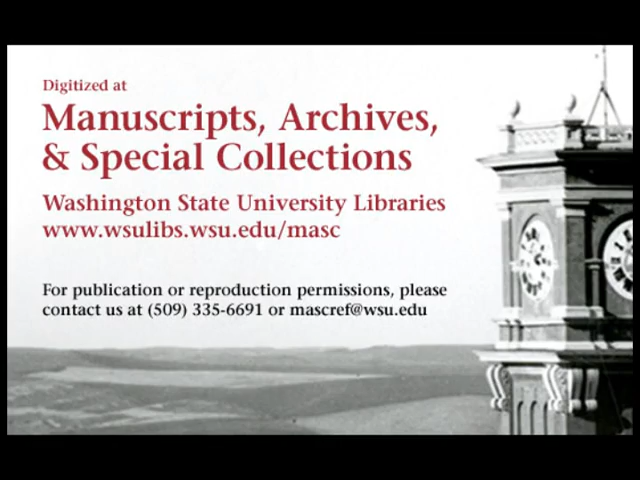 Digitized at
Manuscripts, Archives,
& Special Collections
Washington State University Libraries
www.wsulibs.wsu.edu/masc
For publication or reproduction permissions, please
contact us at (509) 335-6691 or mascref@wsu.edu